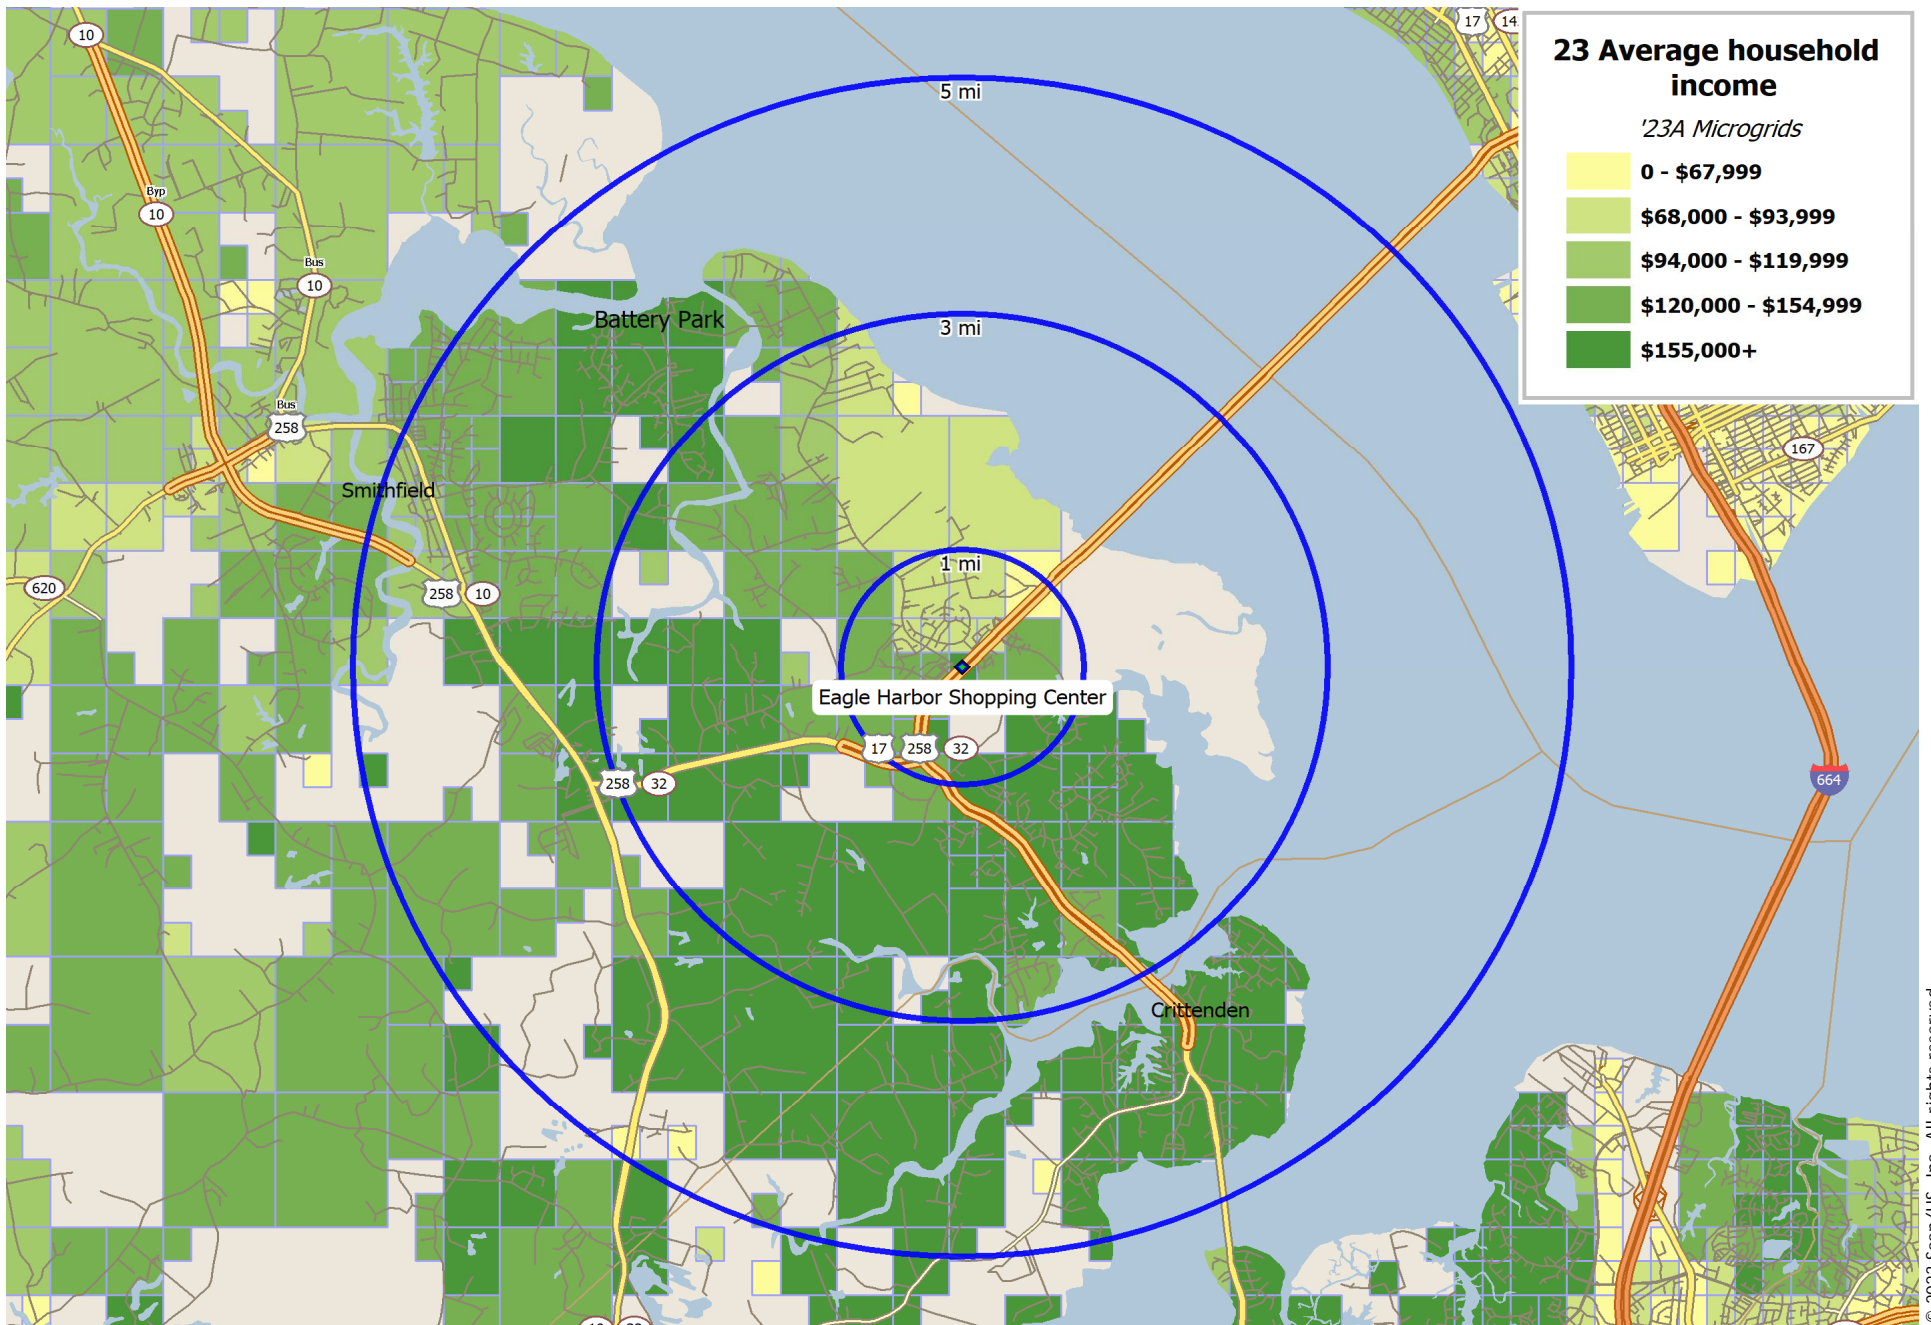 10
17
14
23 Average household
income
'23A Microgrids
0 - $67,999
$68,000 - $93,999
$94,000 - $119,999
$120,000 - $154,999
$155,000+
5 mi
Byp
10
Bus
10
Battery Park
3 mi
Bus
258
167
Smithfield
1 mi
620
258
10
Eagle Harbor Shopping Center
17
258
32
258
32
664
Crittenden